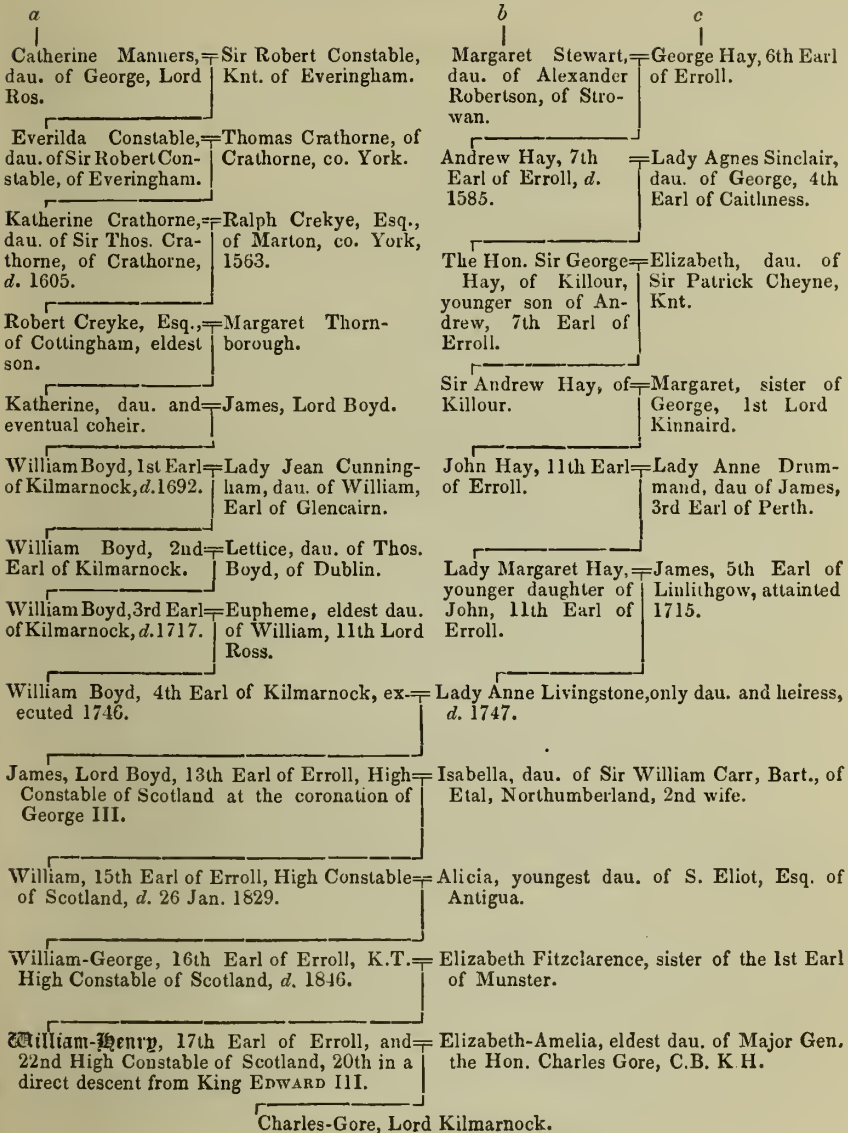 a
Catherine Manners, Sir Robert Constable,
dau. of George, Lord Knt. of Everingham.
Ros.
Everilda Constable, Thomas Crathorne, of
dau. of Sir Robert Con- Crathorne, co. York.
stable, of Everingham.
Katherine Crathorne, Ralph Crekye, Esq.,
dau. of Sir Thos. Cra- of Marton, co. York,
thorne, of Crathorne, 1563.
d. 1605.
Robert Creyke, Esq., Margaret Thorn-
of Cottingham, eldest borough.
son.
Katherine, dau. and James, Lord Boyd.
eventual coheir.
William Boyd, 1st Earl Lady Jean Cunning-
of Kilmarnock, d. 1692. ham, dau. of William,
Earl of Glencairn.
William Boyd, 2nd Lettice, dau. of Thos.
Earl of Kilmarnock. Boyd, of Dublin.
William Boyd, 3rd Earl Eupheme, eldest dau.
of Kilmarnock, d. 1717. of William, 11th Lord
Ross.
b c
Margaret Stewart, George Hay, 6th Earl
dau. of Alexander of Erroll.
Robertson, of Stro-
wan.
Andrew Hay, 7th Lady Agnes Sinclair,
Earl of Erroll, d. dau. of George, 4th
1585. Earl of Caithness.
The Hon. Sir George Elizabeth, dau. of
Hay, of Killour, Sir Patrick Cheyne,
younger son of An- Knt.
drew, 7th Earl of
Erroll.
Sir Andrew Hay, of Margaret, sister of
Killour. George, 1st Lord
Kinnaird.
John Hay, 11th Earl Lady Anne Drum-
of Erroll. mand, dau of James,
3rd Earl of Perth.
Lady Margaret Hay, James, 5th Earl of
younger daughter of Linlithgow, attainted
John, 11th Earl of 1715.
Erroll.
William Boyd, 4th Earl of Kilmarnock, ex- Lady Anne Livingstone, only dau. and heiress,
ecuted 1746. d. 1747.
James, Lord Boyd, 13th Earl of Erroll, High Isabella, dau. of Sir William Carr, Bart., of
Constable of Scotland at the coronation of Etal, Northumberland, 2nd wife.
George III.
William, 15th Earl of Erroll, High Constable Alicia, youngest dau. of S. Eliot, Esq. of
of Scotland, d. 26 Jan. 1829. Antigua.
William-George, 16th Earl of Erroll, K.T. Elizabeth Fitzclarence, sister of the 1st Earl
High Constable of Scotland, d. 1846. of Munster.
William-Henry, 17th Earl of Erroll, and Elizabeth-Amelia, eldest dau. of Major Gen.
22nd High Constable of Scotland, 20th in a the Hon. Charles Gore, C.B. K.H.
direct descent from King EDWARD III.
Charles-Gore, Lord Kilmarnock.